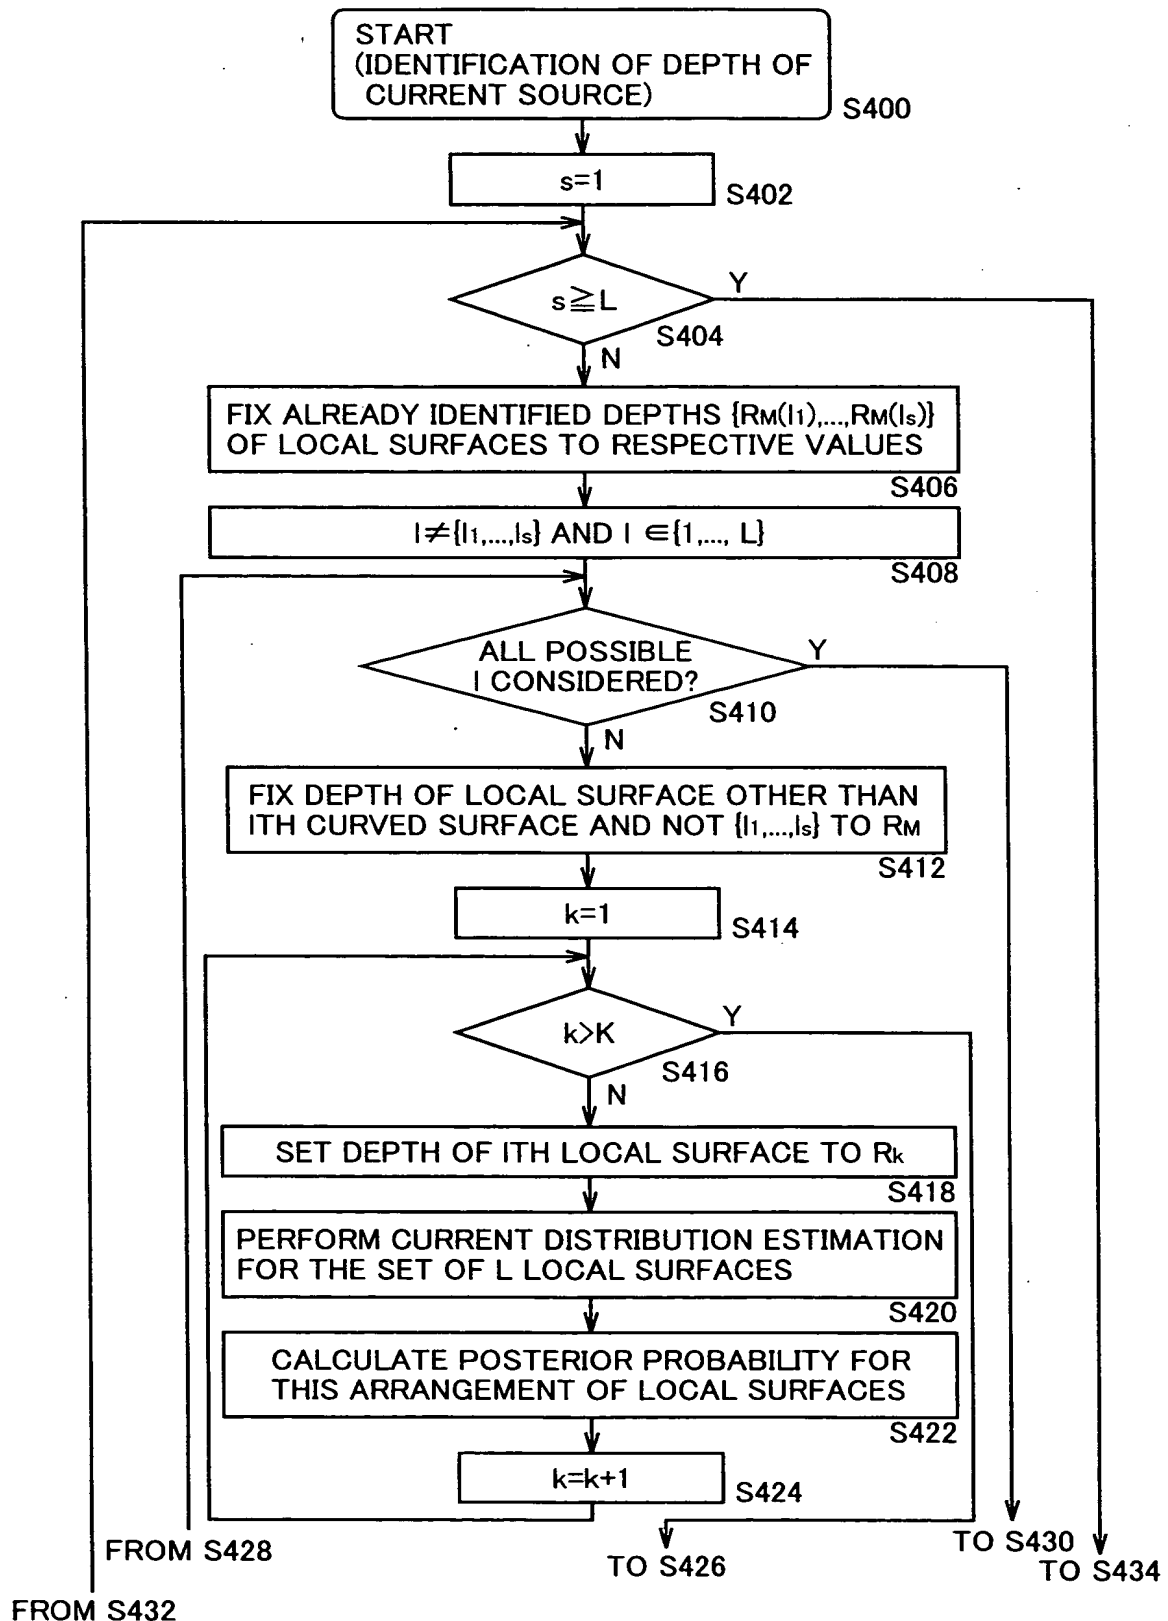 START
(IDENTIFICATION OF DEPTH OF
CURRENT SOURCE)
S400
s=1
S402
s≧L
Y
S404
N
FIX ALREADY IDENTIFIED DEPTHS {RM(l1),...,RM(ls)}
OF LOCAL SURFACES TO RESPECTIVE VALUES
S406
l≠{l1,...,ls} AND l ∈{1,..., L}
S408
ALL POSSIBLE
l CONSIDERED?
Y
S410
N
FIX DEPTH OF LOCAL SURFACE OTHER THAN
lTH CURVED SURFACE AND NOT {l1,...,ls} TO RM
S412
k=1
S414
k>K
Y
S416
N
SET DEPTH OF lTH LOCAL SURFACE TO Rk
S418
PERFORM CURRENT DISTRIBUTION ESTIMATION
FOR THE SET OF L LOCAL SURFACES
S420
CALCULATE POSTERIOR PROBABILITY FOR
THIS ARRANGEMENT OF LOCAL SURFACES
S422
k=k+1
S424
FROM S428
TO S426
TO S430
TO S434
FROM S432